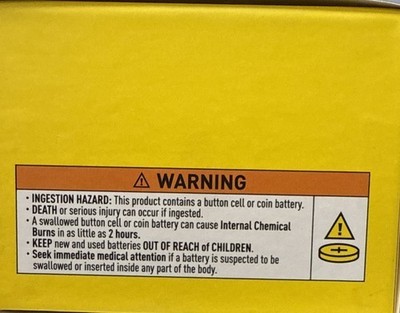 ⚠ WARNING
• INGESTION HAZARD: This product contains a button cell or coin battery.
• DEATH or serious injury can occur if ingested.
• A swallowed button cell or coin battery can cause Internal Chemical
Burns in as little as 2 hours.
• KEEP new and used batteries OUT OF REACH of CHILDREN.
• Seek immediate medical attention if a battery is suspected to be
swallowed or inserted inside any part of the body.